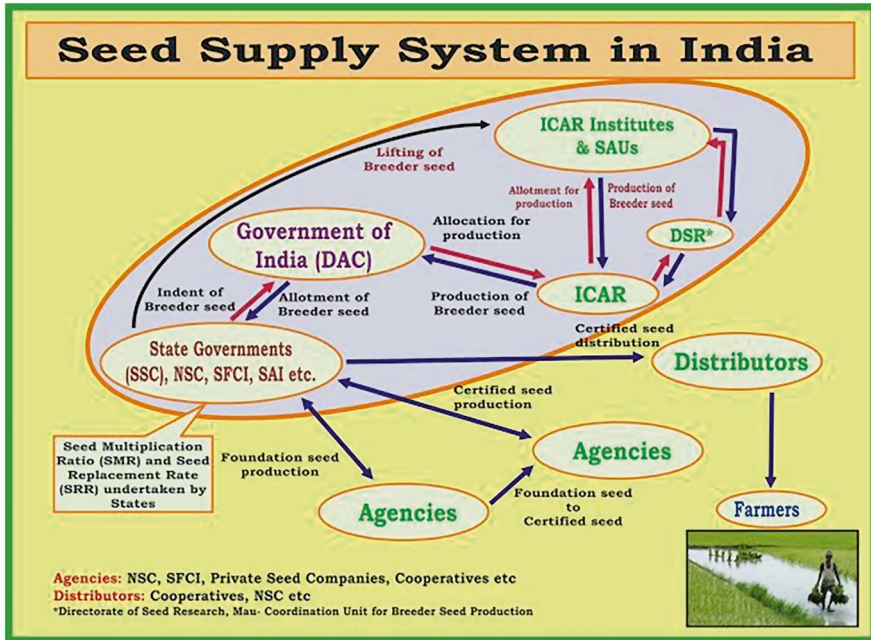 Seed Supply System in India
ICAR Institutes
& SAUs
Lifting of
Breeder seed
Allotment for
production
Production of
Breeder seed
Government of
India (DAC)
Allocation for
production
DSR*
Indent of
Breeder seed
Allotment of
Breeder seed
Production of
Breeder seed
ICAR
State Governments
(SSC), NSC, SFCI, SAI etc.
Certified seed
distribution
Distributors
Certified seed
production
Seed Multiplication
Ratio (SMR) and Seed
Replacement Rate
(SRR) undertaken by
States
Foundation seed
production
Agencies
Agencies
Foundation seed
to
Certified seed
Farmers
Agencies: NSC, SFCI, Private Seed Companies, Cooperatives etc
Distributors: Cooperatives, NSC etc
*Directorate of Seed Research, Mau- Coordination Unit for Breeder Seed Production